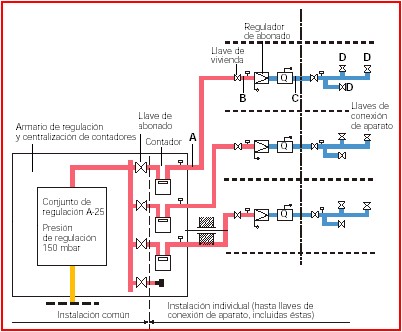 Regulador
de abonado
Llave de
vivienda
D
D
Q
B
C
D
Llave de
abonado
Armario de regulación
y centralización de contadores
Contador
A
Llaves de
conexión
de aparato
Q
Conjunto de
regulación A-25
Presión
de regulación
150 mbar
Q
Instalación común
Instalación individual (hasta llaves de
conexión de aparato, incluidas éstas)